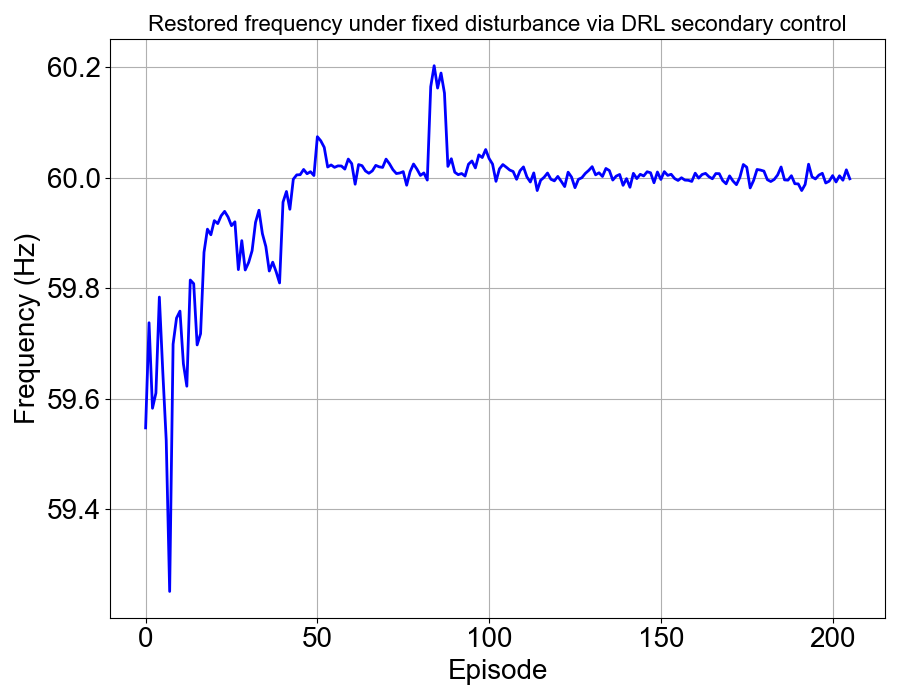 Restored frequency under fixed disturbance via DRL secondary control
60.2
60.0
59.8
59.6
59.4
Frequency (Hz)
0 50 100 150 200
Episode